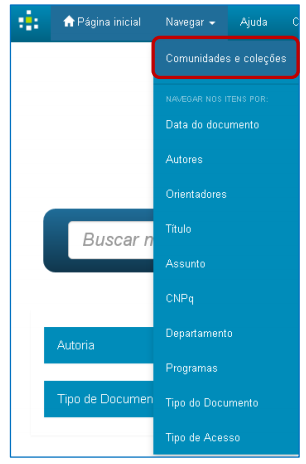 Página inicial
Navegar
Ajuda
Comunidades e coleções
NAVEGAR NOS ITENS POR:
Data do documento
Autores
Orientadores
Título
Buscar n
Assunto
CNPq
Departamento
Autoria
Programas
Tipo de Documen
Tipo do Documento
Tipo de Acesso